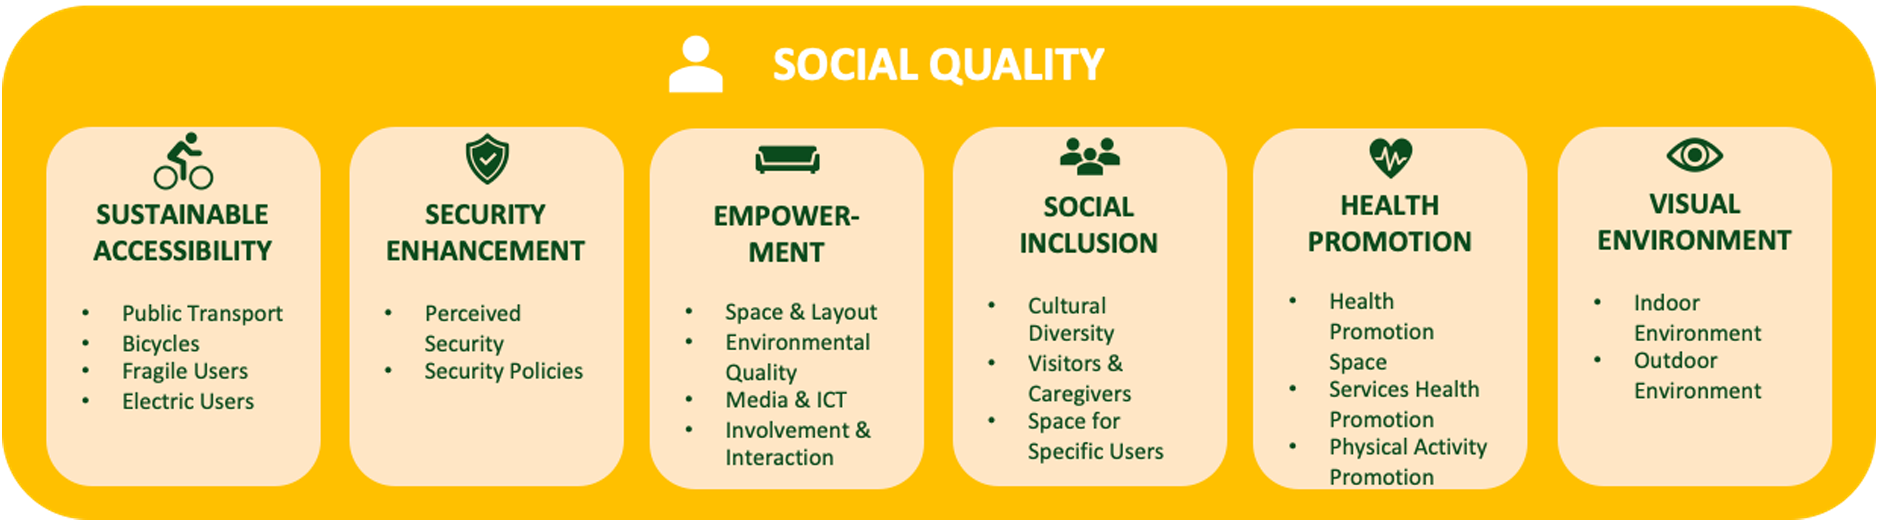 SOCIAL QUALITY
SUSTAINABLE
ACCESSIBILITY
• Public Transport
• Bicycles
• Fragile Users
• Electric Users
SECURITY
ENHANCEMENT
• Perceived
Security
• Security Policies
EMPOWER-
MENT
• Space & Layout
• Environmental
Quality
• Media & ICT
• Involvement &
Interaction
SOCIAL
INCLUSION
• Cultural
Diversity
• Visitors &
Caregivers
• Space for
Specific Users
HEALTH
PROMOTION
• Health
Promotion
Space
• Services Health
Promotion
• Physical Activity
Promotion
VISUAL
ENVIRONMENT
• Indoor
Environment
• Outdoor
Environment